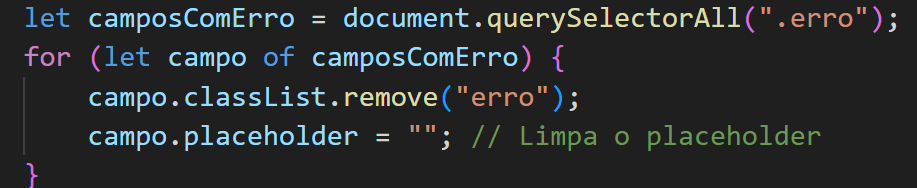 let camposComErro = document.querySelectorAll(".erro");
for (let campo of camposComErro) {
campo.classList.remove("erro");
campo.placeholder = ""; // Limpa o placeholder
}